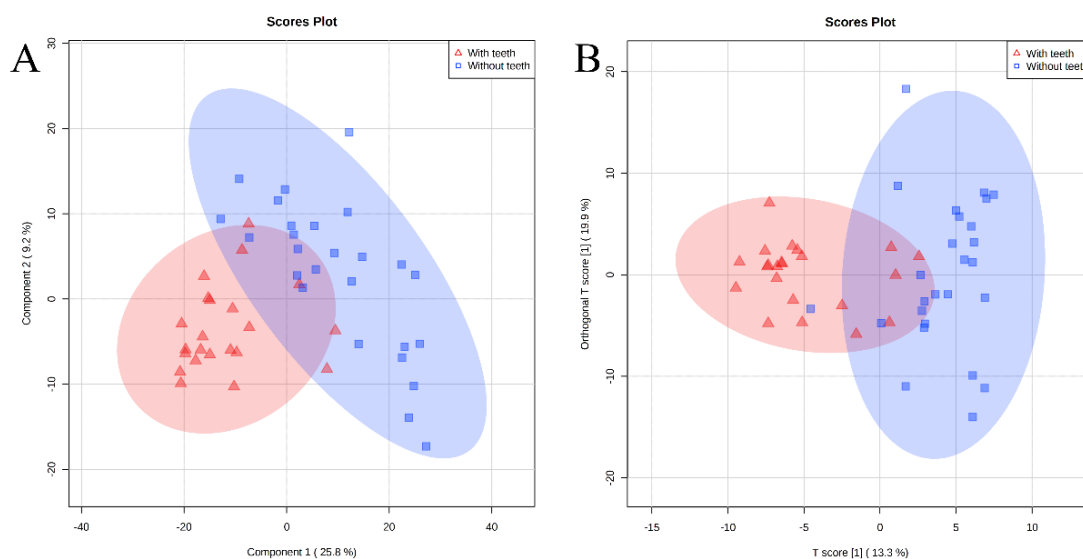 A
Scores Plot
With teeth
Without teeth
30
20
10
0
-10
-20
Component 2 ( 9.2 %)
-40
-20
0
20
40
Component 1 ( 25.8 %)
B
Scores Plot
With teeth
Without teeth
20
10
0
-10
-20
Orthogonal T score [1] ( 19.9 %)
-15
-10
-5
0
5
10
T score [1] ( 13.3 %)